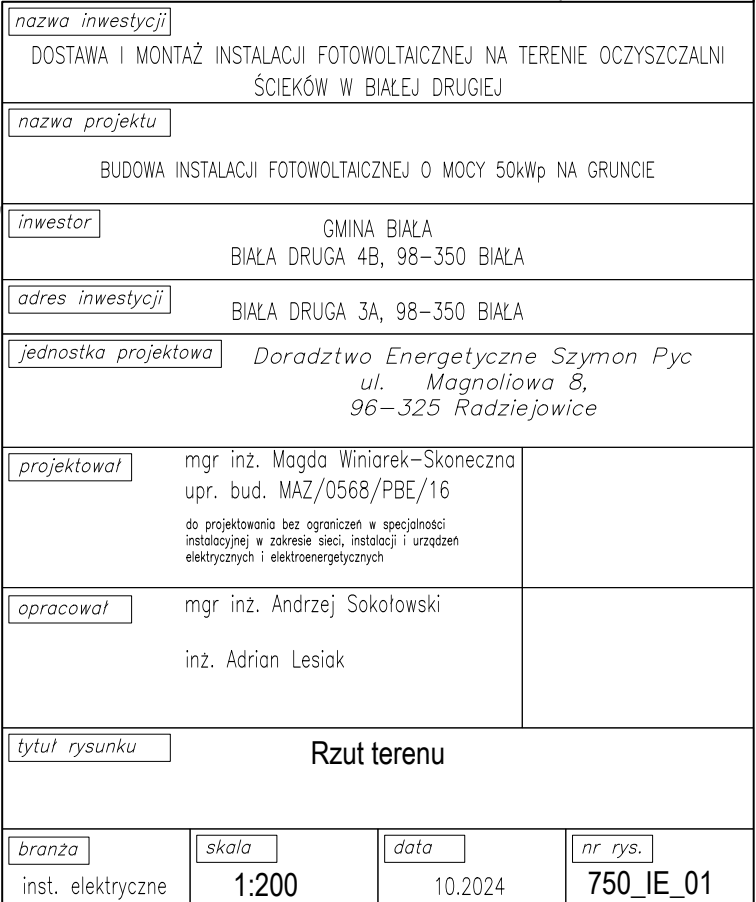 nazwa inwestycji
DOSTAWA I MONTAŻ INSTALACJI FOTOWOLTAICZNEJ NA TERENIE OCZYSZCZALNI
ŚCIEKÓW W BIAŁEJ DRUGIEJ
nazwa projektu
BUDOWA INSTALACJI FOTOWOLTAICZNEJ O MOCY 50kWp NA GRUNCIE
inwestor
GMINA BIAŁA
BIAŁA DRUGA 4B, 98-350 BIAŁA
adres inwestycji
BIAŁA DRUGA 3A, 98-350 BIAŁA
jednostka projektowa
Doradztwo Energetyczne Szymon Pyc
ul. Magnoliowa 8,
96-325 Radziejowice
projektował
mgr inż. Magda Winiarek-Skoneczna
upr. bud. MAZ/0568/PBE/16
do projektowania bez ograniczeń w specjalności
instalacyjnej w zakresie sieci, instalacji i urządzeń
elektrycznych i elektroenergetycznych
opracował
mgr inż. Andrzej Sokołowski
inż. Adrian Lesiak
tytuł rysunku
Rzut terenu
branża
inst. elektryczne
skala
1:200
data
10.2024
nr rys.
750_IE_01